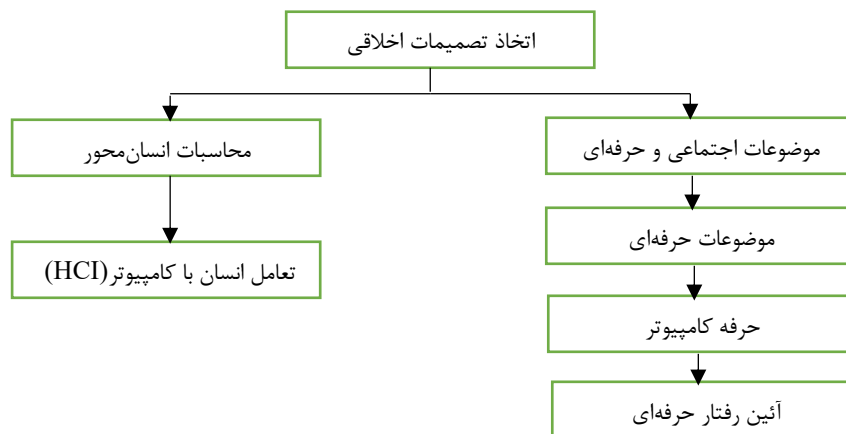 اتخاذ تصمیمات اخلاقی
موضوعات اجتماعی و حرفه‌ای
محاسبات انسان‌محور
موضوعات حرفه‌ای
تعامل انسان با کامپیوتر(HCI)
حرفه کامپیوتر
آئین رفتار حرفه‌ای